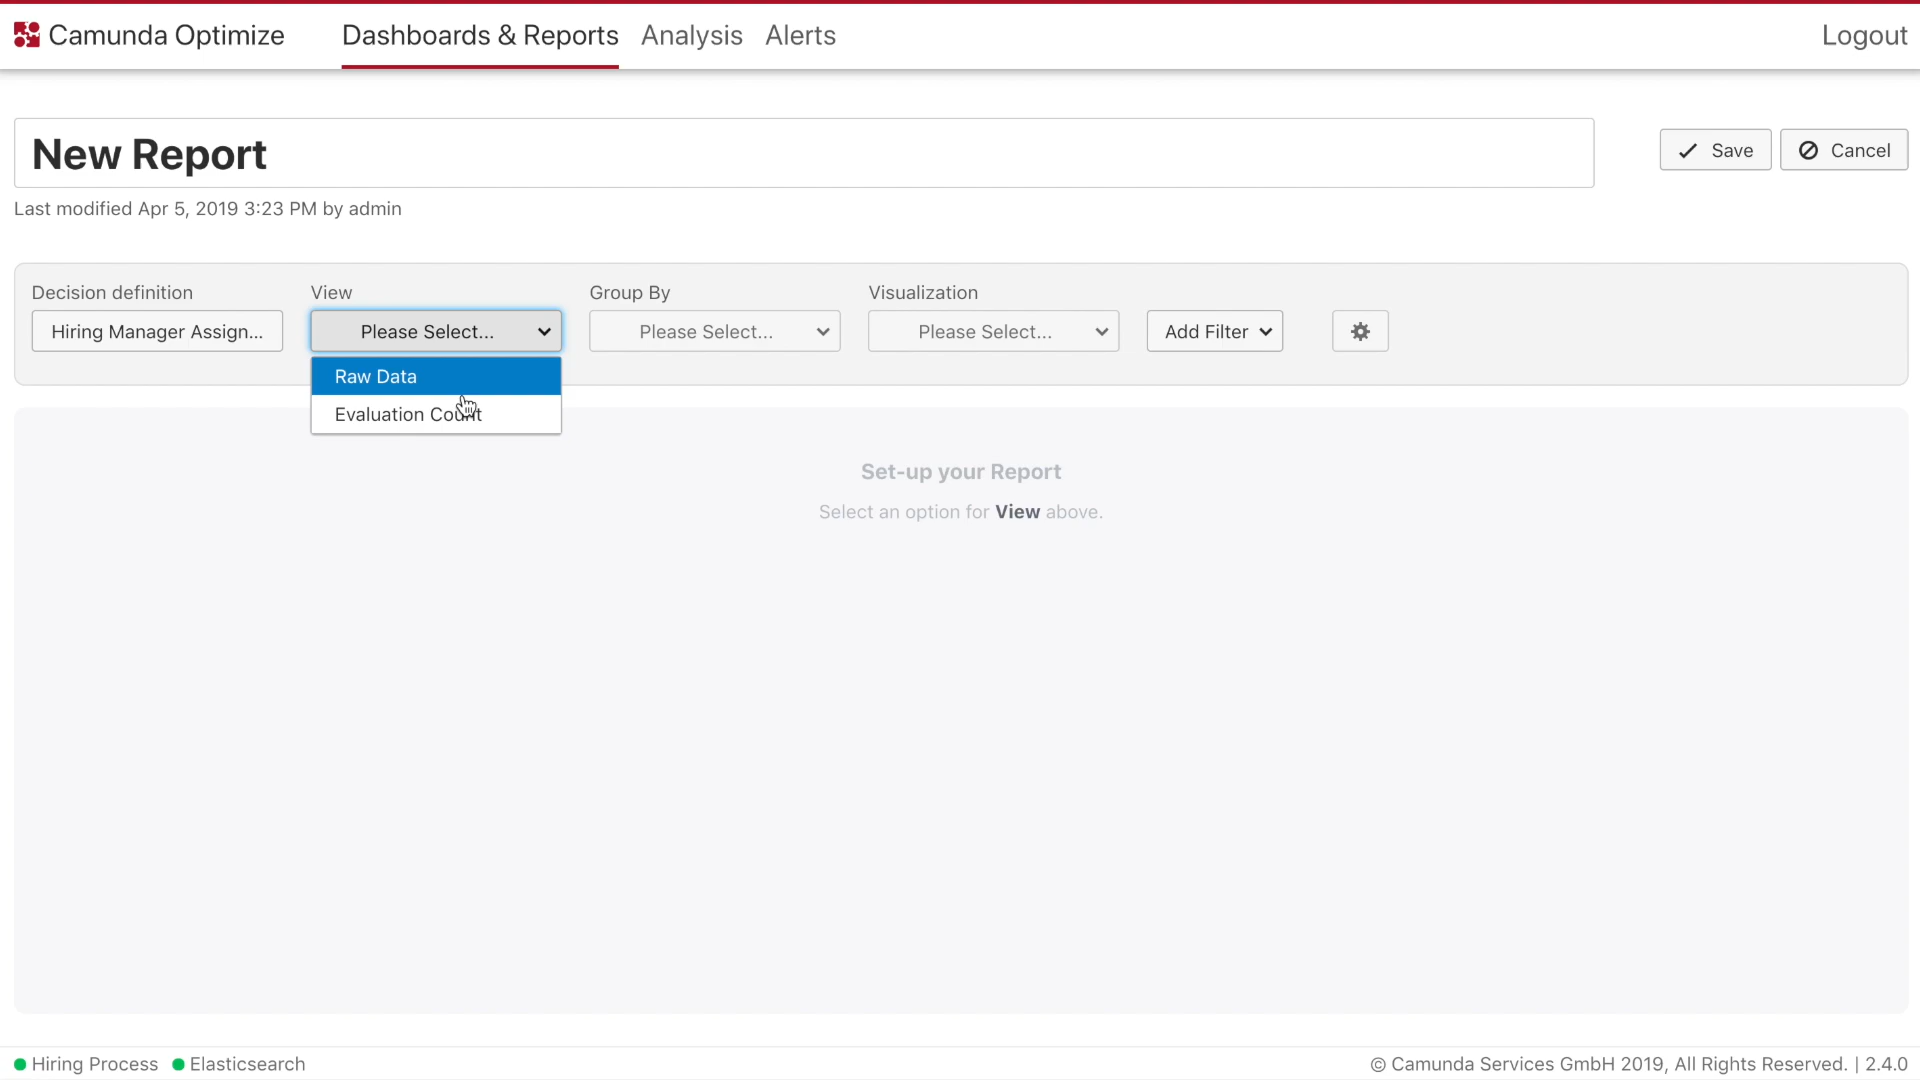 Camunda Optimize Dashboards & Reports Analysis Alerts Logout
New Report
Save Cancel
Last modified Apr 5, 2019 3:23 PM by admin
Decision definition View Group By Visualization
Hiring Manager Assign... Please Select... Please Select... Please Select... Add Filter
Raw Data
Evaluation Count
Set-up your Report
Select an option for View above.
Hiring Process Elasticsearch © Camunda Services GmbH 2019, All Rights Reserved. | 2.4.0